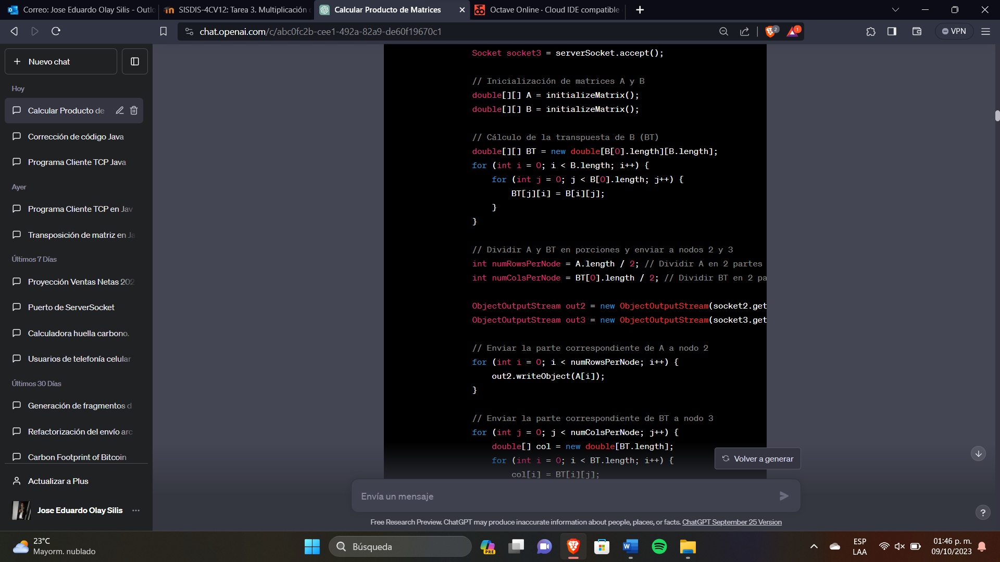 Correo: Jose Eduardo Olay Silis - Outlo
SISDIS-4CV12: Tarea 3. Multiplicación
Calcular Producto de Matrices
Octave Online · Cloud IDE compatible
chat.openai.com/c/abc0fc2b-cee1-492a-82a9-de60f19670c1
2
1
VPN
Nuevo chat
Hoy
Calcular Producto de
Corrección de código Java
Programa Cliente TCP Java
Ayer
Programa Cliente TCP en Jav
Transposición de matriz en Ja
Últimos 7 Días
Proyección Ventas Netas 202
Puerto de ServerSocket
Calculadora huella carbono.
Usuarios de telefonía celular
Últimos 30 Días
Generación de fragmentos d
Refactorización del envío arc
Carbon Footprint of Bitcoin
Actualizar a Plus
Jose Eduardo Olay Silis
Socket socket3 = serverSocket.accept();
// Inicialización de matrices A y B
double[][] A = initializeMatrix();
double[][] B = initializeMatrix();
// Cálculo de la transpuesta de B (BT)
double[][] BT = new double[B[0].length][B.length];
for (int i = 0; i < B.length; i++) {
for (int j = 0; j < B[0].length; j++) {
BT[j][i] = B[i][j];
}
}
// Dividir A y BT en porciones y enviar a nodos 2 y 3
int numRowsPerNode = A.length / 2; // Dividir A en 2 partes
int numColsPerNode = BT[0].length / 2; // Dividir BT en 2 pa
ObjectOutputStream out2 = new ObjectOutputStream(socket2.get
ObjectOutputStream out3 = new ObjectOutputStream(socket3.get
// Enviar la parte correspondiente de A a nodo 2
for (int i = 0; i < numRowsPerNode; i++) {
out2.writeObject(A[i]);
}
// Enviar la parte correspondiente de BT a nodo 3
for (int j = 0; j < numColsPerNode; j++) {
double[] col = new double[BT.length];
for (int i = 0; i < BT.length; i++) {
col[i] = BT[i][j];
Volver a generar
Envía un mensaje
Free Research Preview. ChatGPT may produce inaccurate information about people, places, or facts. ChatGPT September 25 Version
?
23°C
Mayorm. nublado
Búsqueda
PRE
ESP
LAA
01:46 p. m.
09/10/2023